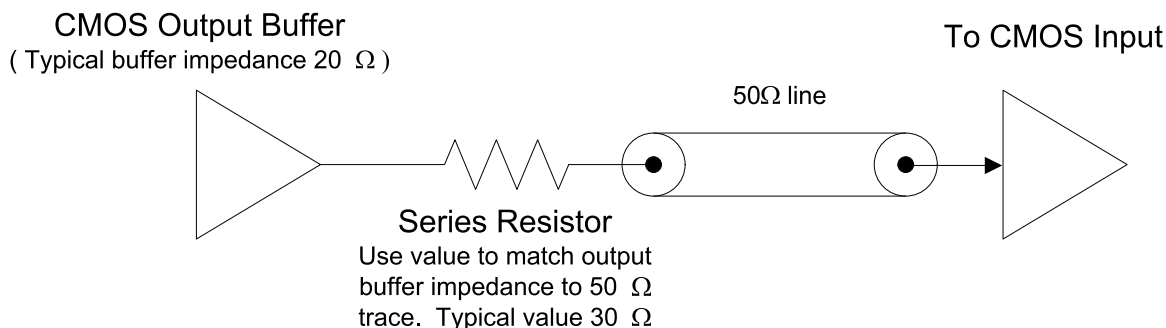 CMOS Output Buffer
( Typical buffer impedance 20 Ω )
To CMOS Input
50Ω line
Series Resistor
Use value to match output
buffer impedance to 50 Ω
trace. Typical value 30 Ω